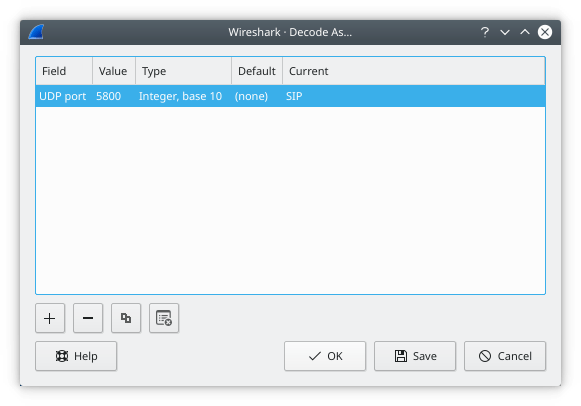 Wireshark · Decode As...
Field Value Type Default Current
UDP port 5800 Integer, base 10 (none) SIP
Help OK Save Cancel